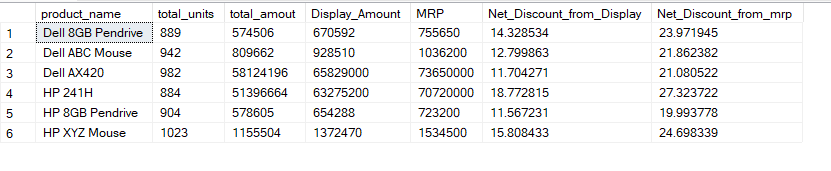 product_name total_units total_amout Display_Amount MRP Net_Discount_from_Display Net_Discount_from_mrp
1 Dell 8GB Pendrive 889 574506 670592 755650 14.328534 23.971945
2 Dell ABC Mouse 942 809662 928510 1036200 12.799863 21.862382
3 Dell AX420 982 58124196 65829000 73650000 11.704271 21.080522
4 HP 241H 884 51396664 63275200 70720000 18.772815 27.323722
5 HP 8GB Pendrive 904 578605 654288 723200 11.567231 19.993778
6 HP XYZ Mouse 1023 1155504 1372470 1534500 15.808433 24.698339